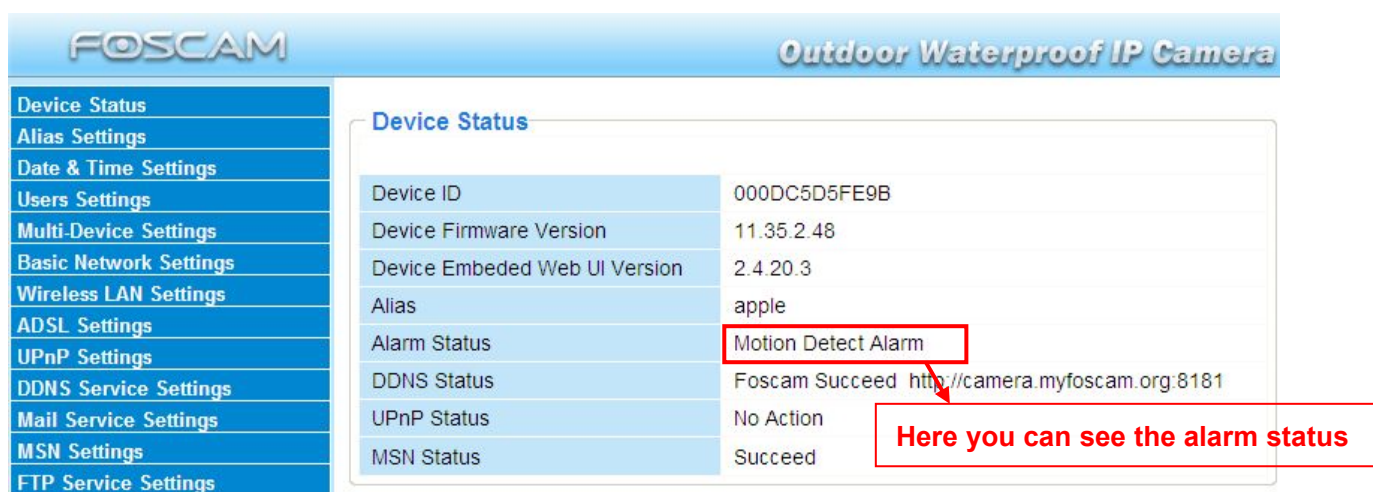 FOSCAM
Outdoor Waterproof IP Camera
Device Status
Alias Settings
Date & Time Settings
Users Settings
Multi-Device Settings
Basic Network Settings
Wireless LAN Settings
ADSL Settings
UPnP Settings
DDNS Service Settings
Mail Service Settings
MSN Settings
FTP Service Settings
Device Status
Device ID 000DC5D5FE9B
Device Firmware Version 11.35.2.48
Device Embeded Web UI Version 2.4.20.3
Alias apple
Alarm Status Motion Detect Alarm
DDNS Status Foscam Succeed http://camera.myfoscam.org:8181
UPnP Status No Action
MSN Status Succeed
Here you can see the alarm status